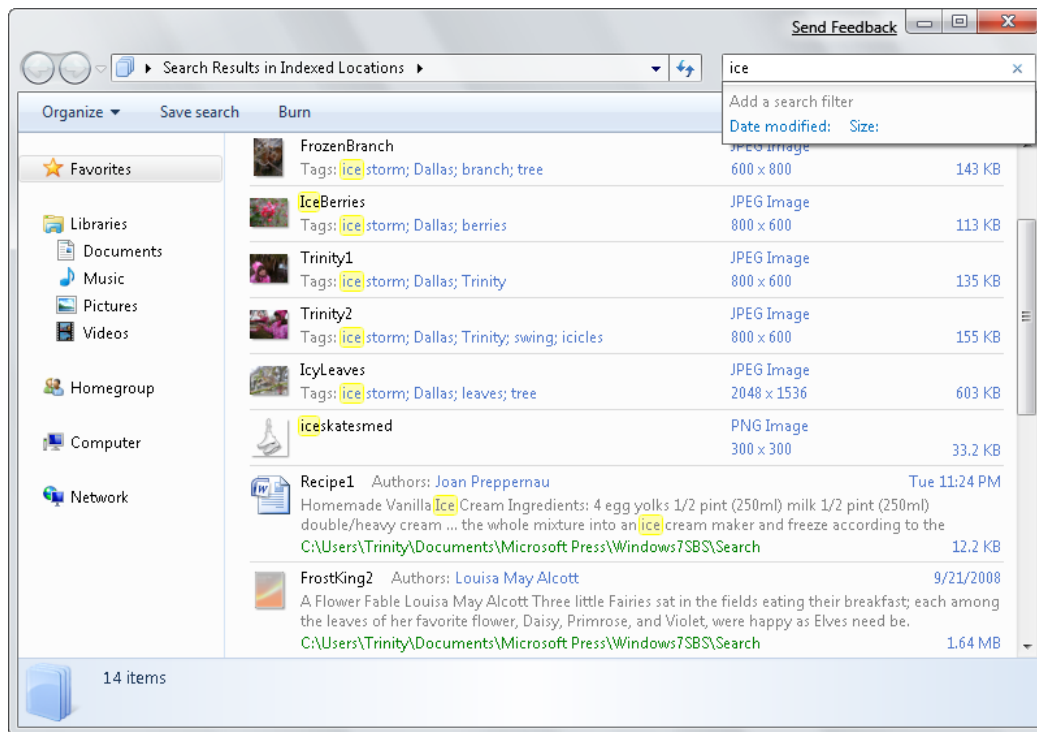 Send Feedback
Search Results in Indexed Locations
ice
Organize Save search Burn
Add a search filter
Date modified: Size:
Favorites
Libraries
Documents
Music
Pictures
Videos
Homegroup
Computer
Network
FrozenBranch JPEG Image
Tags: ice storm; Dallas; branch; tree 600 x 800 143 KB
IceBerries JPEG Image
Tags: ice storm; Dallas; berries 800 x 600 113 KB
Trinity1 JPEG Image
Tags: ice storm; Dallas; Trinity 800 x 600 135 KB
Trinity2 JPEG Image
Tags: ice storm; Dallas; Trinity; swing; icicles 800 x 600 155 KB
IcyLeaves JPEG Image
Tags: ice storm; Dallas; leaves; tree 2048 x 1536 603 KB
iceskatesmed PNG Image
300 x 300 33.2 KB
Recipe1 Authors: Joan Preppernau Tue 11:24 PM
Homemade Vanilla Ice Cream Ingredients: 4 egg yolks 1/2 pint (250ml) milk 1/2 pint (250ml)
double/heavy cream ... the whole mixture into an ice cream maker and freeze according to the
C:\Users\Trinity\Documents\Microsoft Press\Windows7SBS\Search 12.2 KB
FrostKing2 Authors: Louisa May Alcott 9/21/2008
A Flower Fable Louisa May Alcott Three little Fairies sat in the fields eating their breakfast; each among
the leaves of her favorite flower, Daisy, Primrose, and Violet, were happy as Elves need be.
C:\Users\Trinity\Documents\Microsoft Press\Windows7SBS\Search 1.64 MB
14 items